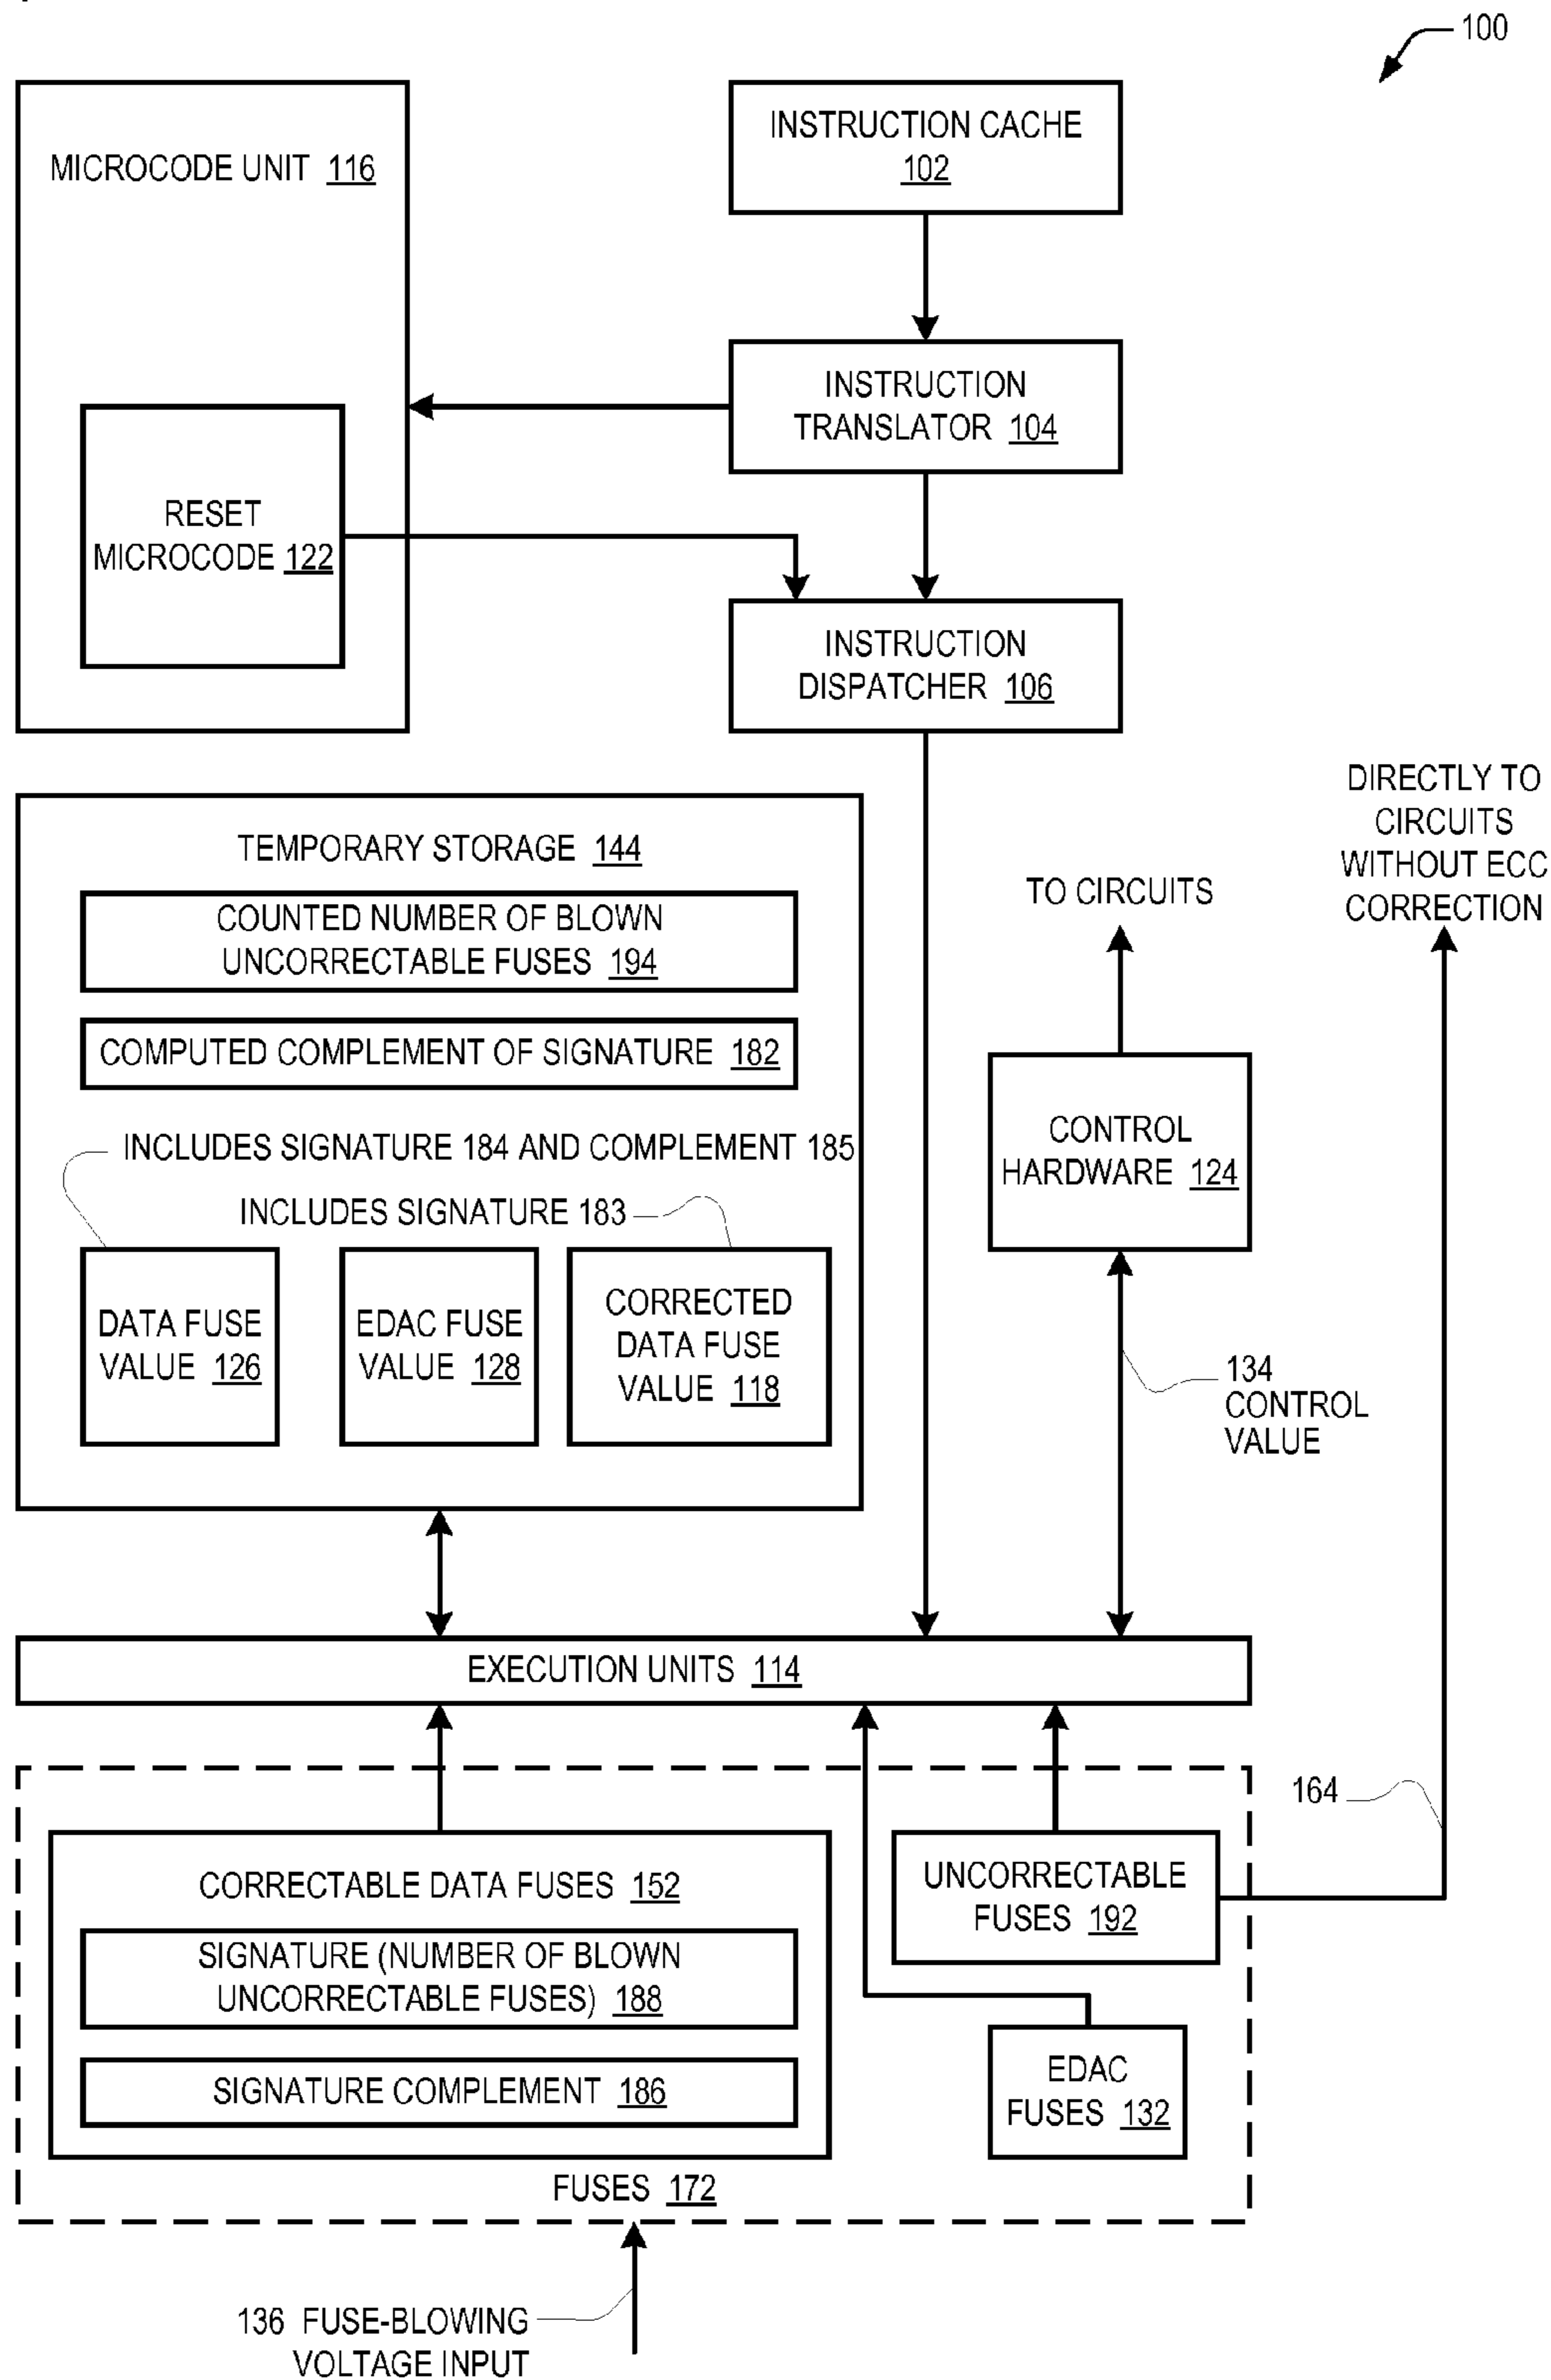 100
MICROCODE UNIT 116
INSTRUCTION CACHE
102
INSTRUCTION
TRANSLATOR 104
RESET
MICROCODE 122
INSTRUCTION
DISPATCHER 106
DIRECTLY TO
CIRCUITS
WITHOUT ECC
CORRECTION
TEMPORARY STORAGE 144
COUNTED NUMBER OF BLOWN
UNCORRECTABLE FUSES 194
COMPUTED COMPLEMENT OF SIGNATURE 182
INCLUDES SIGNATURE 184 AND COMPLEMENT 185
INCLUDES SIGNATURE 183
DATA FUSE
VALUE 126
EDAC FUSE
VALUE 128
CORRECTED
DATA FUSE
VALUE 118
TO CIRCUITS
CONTROL
HARDWARE 124
134
CONTROL
VALUE
EXECUTION UNITS 114
164
CORRECTABLE DATA FUSES 152
SIGNATURE (NUMBER OF BLOWN
UNCORRECTABLE FUSES) 188
SIGNATURE COMPLEMENT 186
UNCORRECTABLE
FUSES 192
EDAC
FUSES 132
FUSES 172
136 FUSE-BLOWING
VOLTAGE INPUT